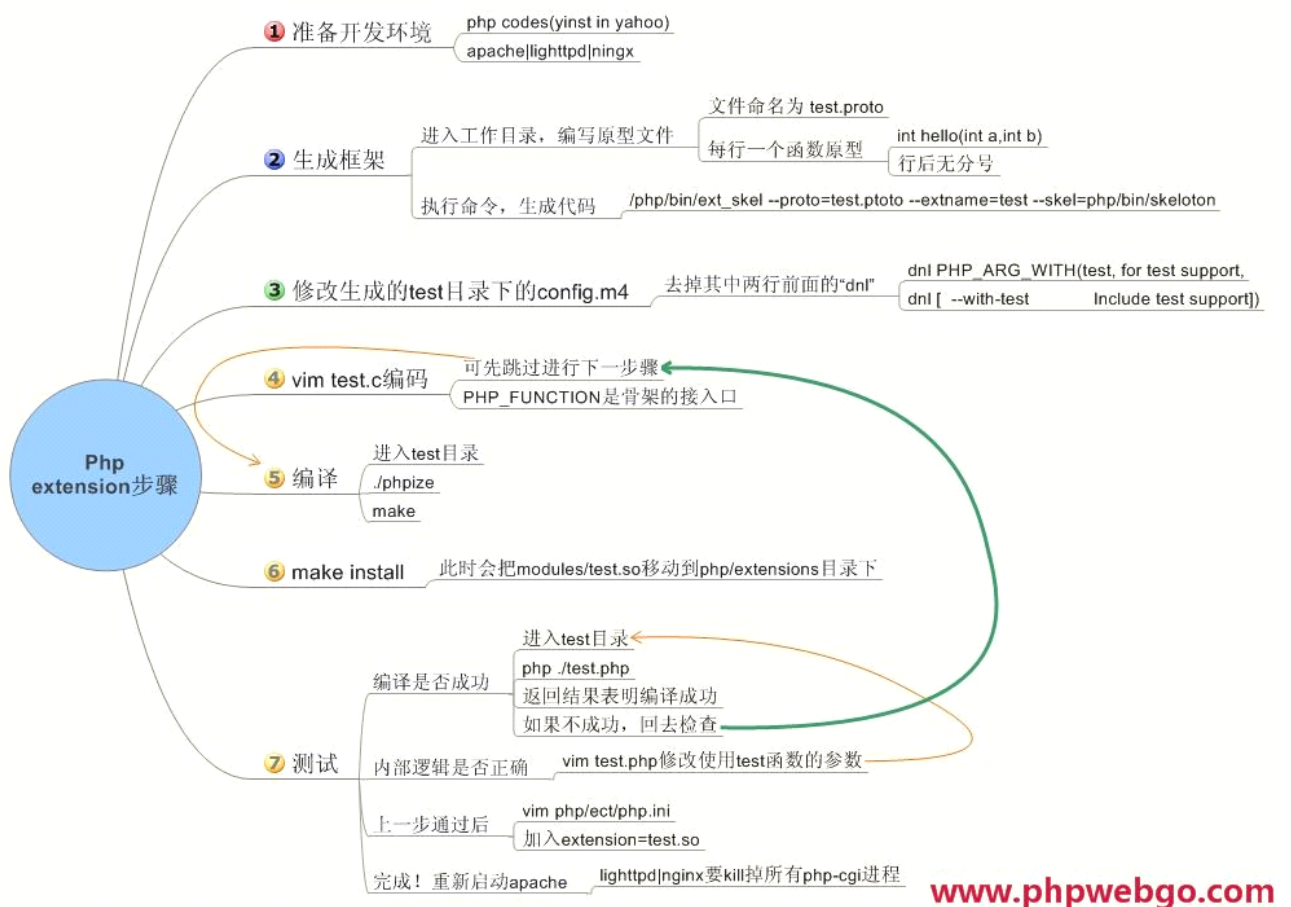 1 准备开发环境
php codes(yinst in yahoo)
apache|lighttpd|ningx
2 生成框架
进入工作目录，编写原型文件
文件命名为 test.proto
每行一个函数原型
int hello(int a,int b)
行后无分号
执行命令，生成代码
/php/bin/ext_skel --proto=test.ptoto --extname=test --skel=php/bin/skeloton
3 修改生成的test目录下的config.m4
去掉其中两行前面的“dnl”
dnl PHP_ARG_WITH(test, for test support,
dnl [ --with-test Include test support])
4 vim test.c编码
可先跳过进行下一步骤
PHP_FUNCTION是骨架的接入口
Php
extension步骤
5 编译
进入test目录
./phpize
make
6 make install
此时会把modules/test.so移动到php/extensions目录下
7 测试
编译是否成功
进入test目录
php ./test.php
返回结果表明编译成功
如果不成功，回去检查
内部逻辑是否正确
vim test.php修改使用test函数的参数
上一步通过后
vim php/ect/php.ini
加入extension=test.so
完成！重新启动apache
lighttpd|nginx要kill掉所有php-cgi进程
www.phpwebgo.com